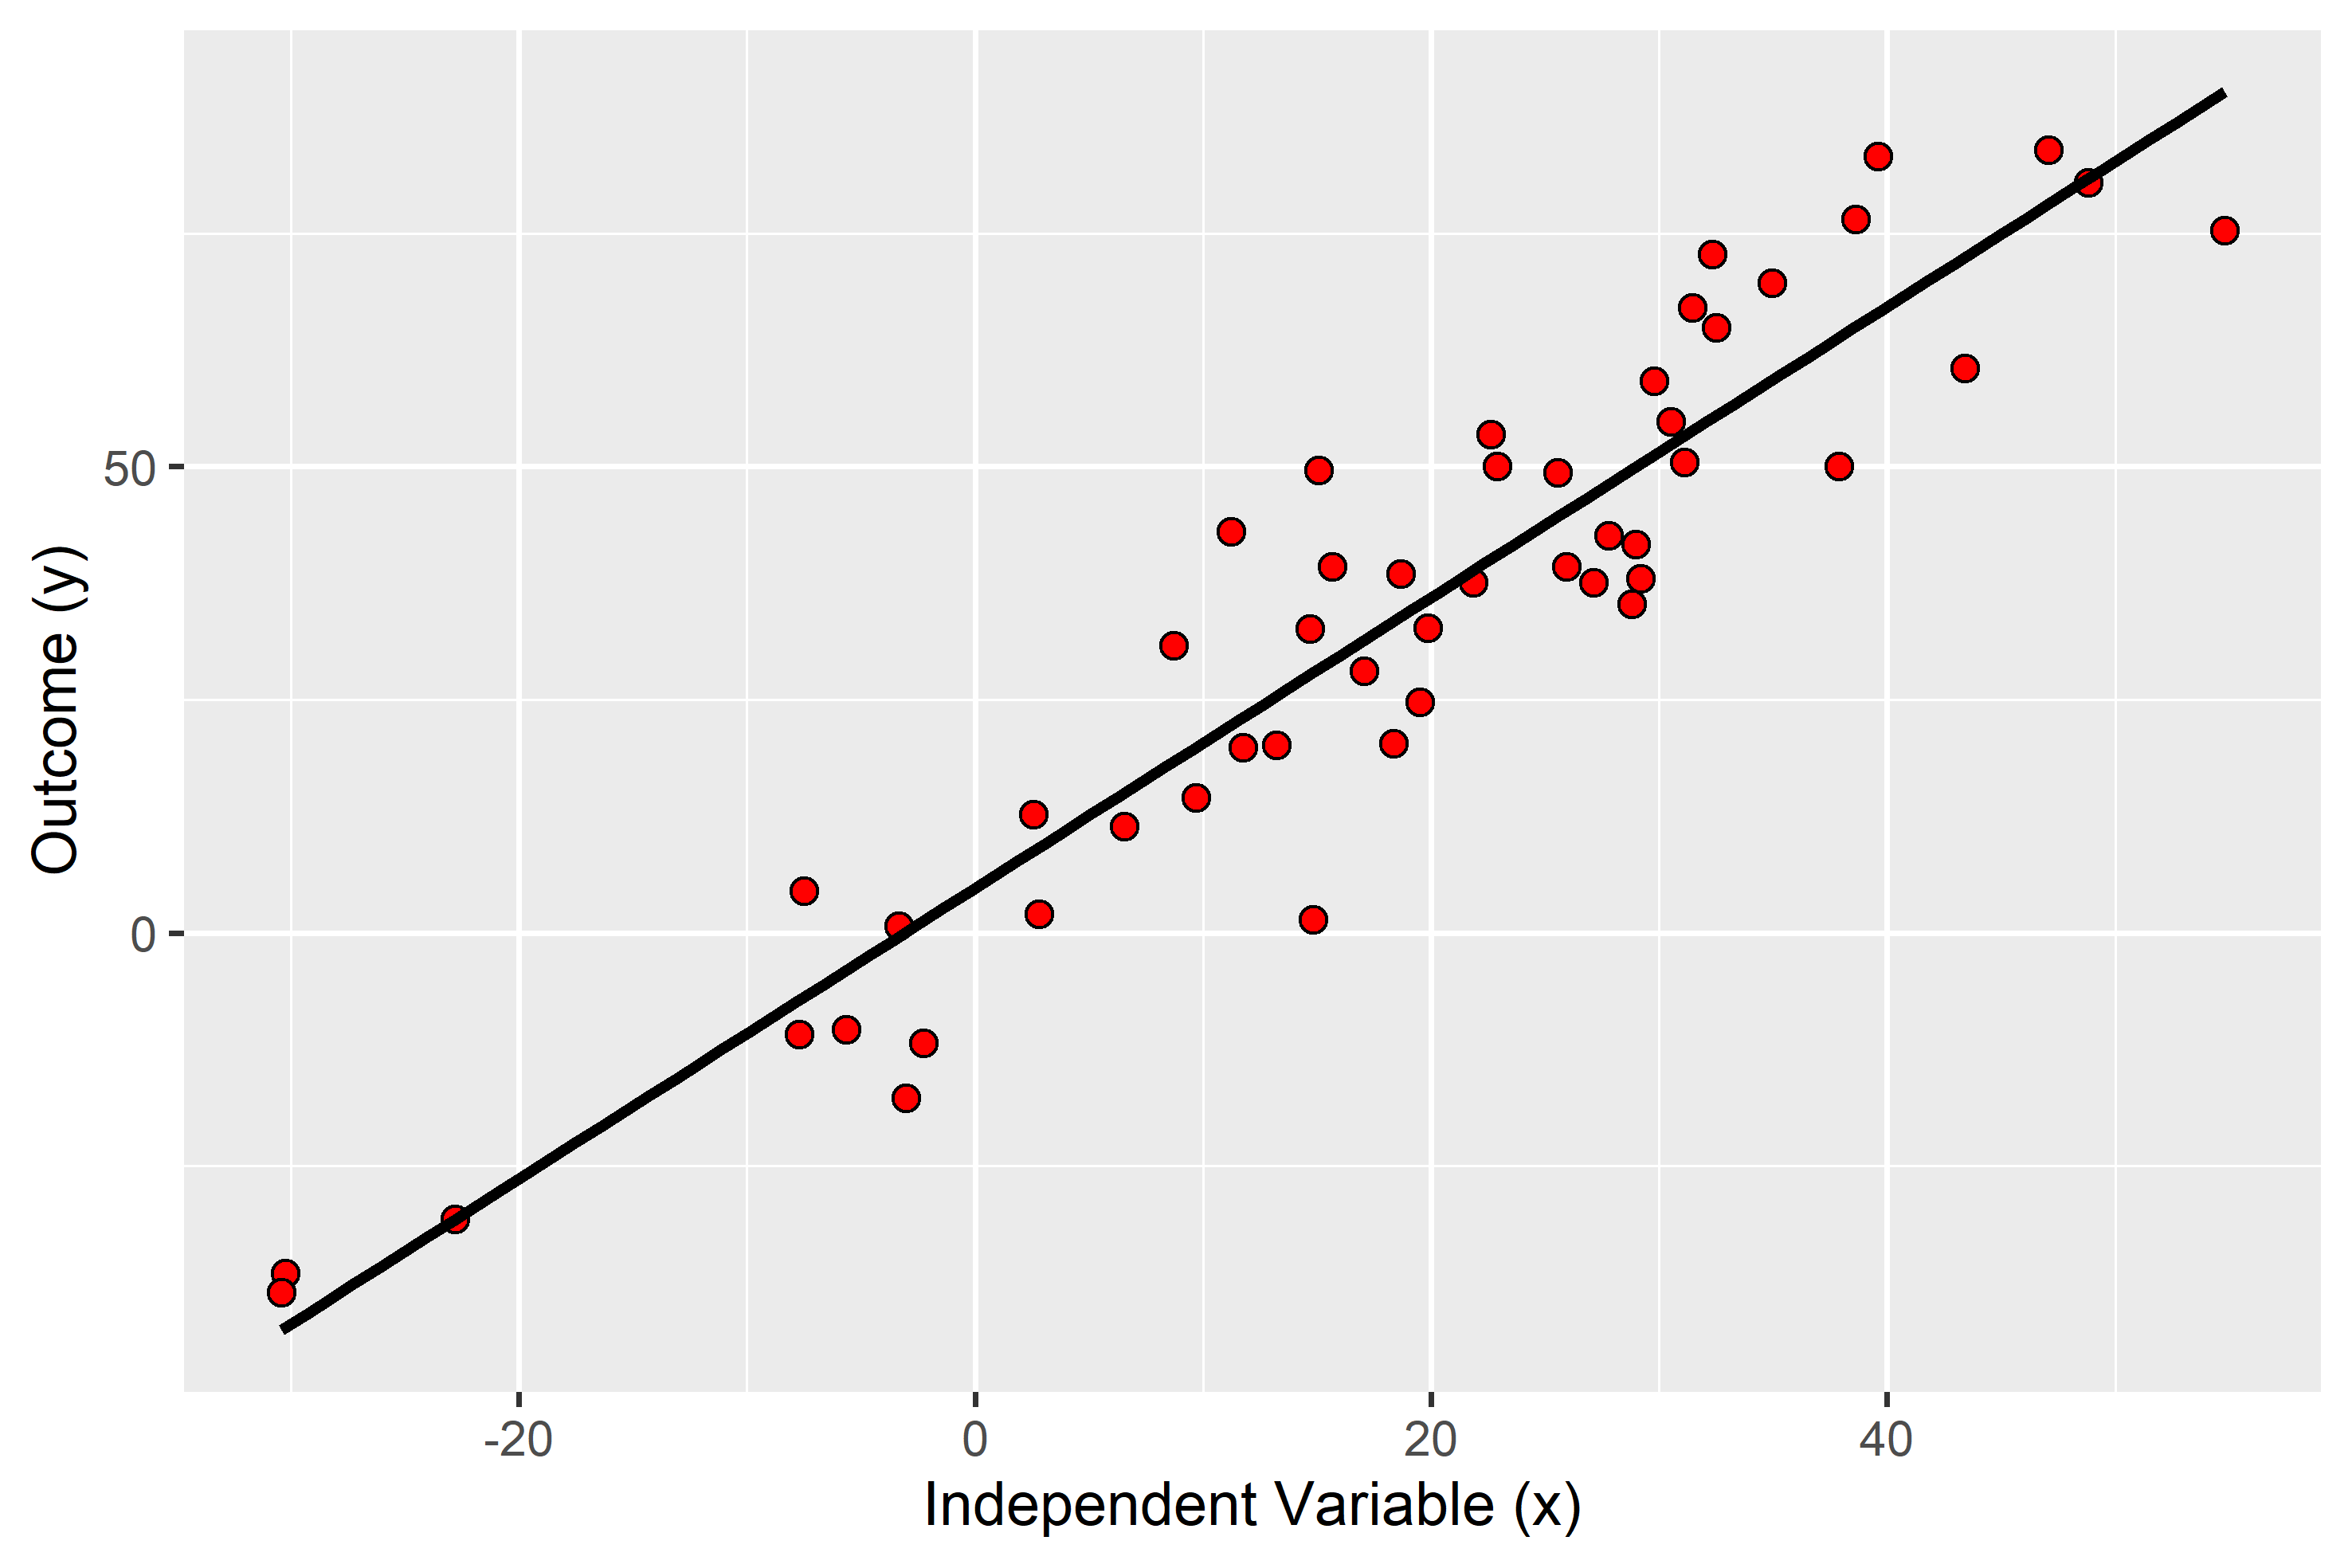 Outcome (y)
50
0
-20 0 20 40
Independent Variable (x)